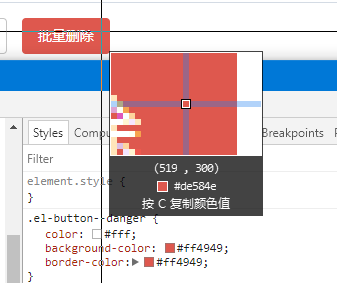 批量删除
Styles Compu Breakpoints
Filter
element.style {
}
.el-button--danger {
color: #fff;
background-color: #ff4949;
border-color: #ff4949;
}
(519 , 300)
#de584e
按 C 复制颜色值